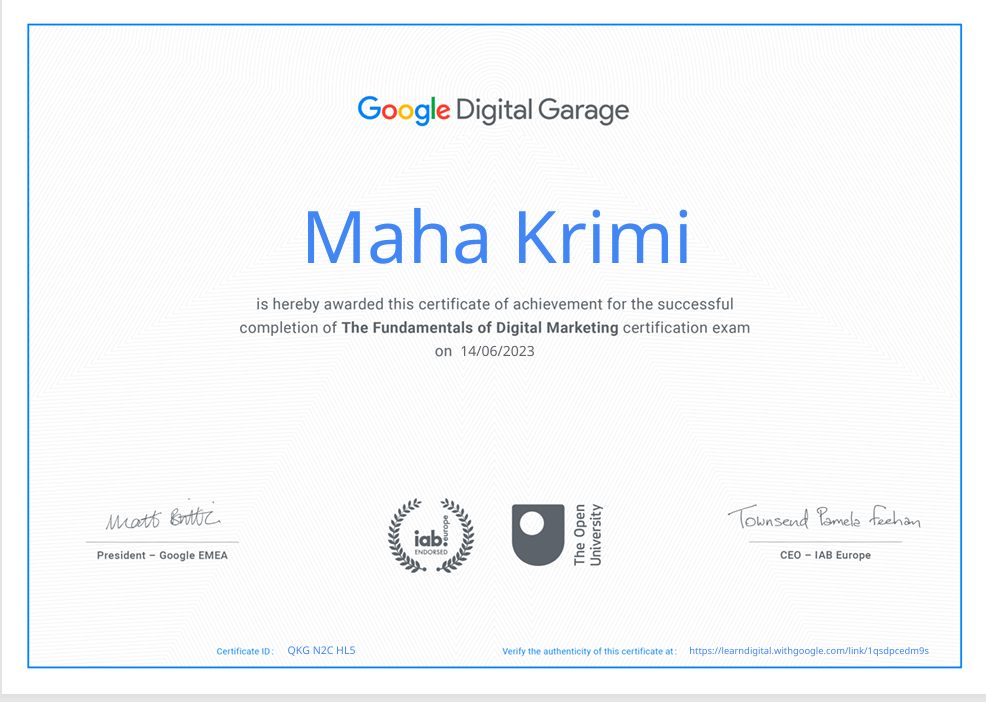 Google Digital Garage
Maha Krimi
is hereby awarded this certificate of achievement for the successful
completion of The Fundamentals of Digital Marketing certification exam
on 14/06/2023
Matt Brittin
President – Google EMEA
iab europe
ENDORSED
The Open
University
Townsend Pamela Feehan
CEO – IAB Europe
Certificate ID: QKG N2C HL5
Verify the authenticity of this certificate at: https://learndigital.withgoogle.com/link/1qsdpcedm9s